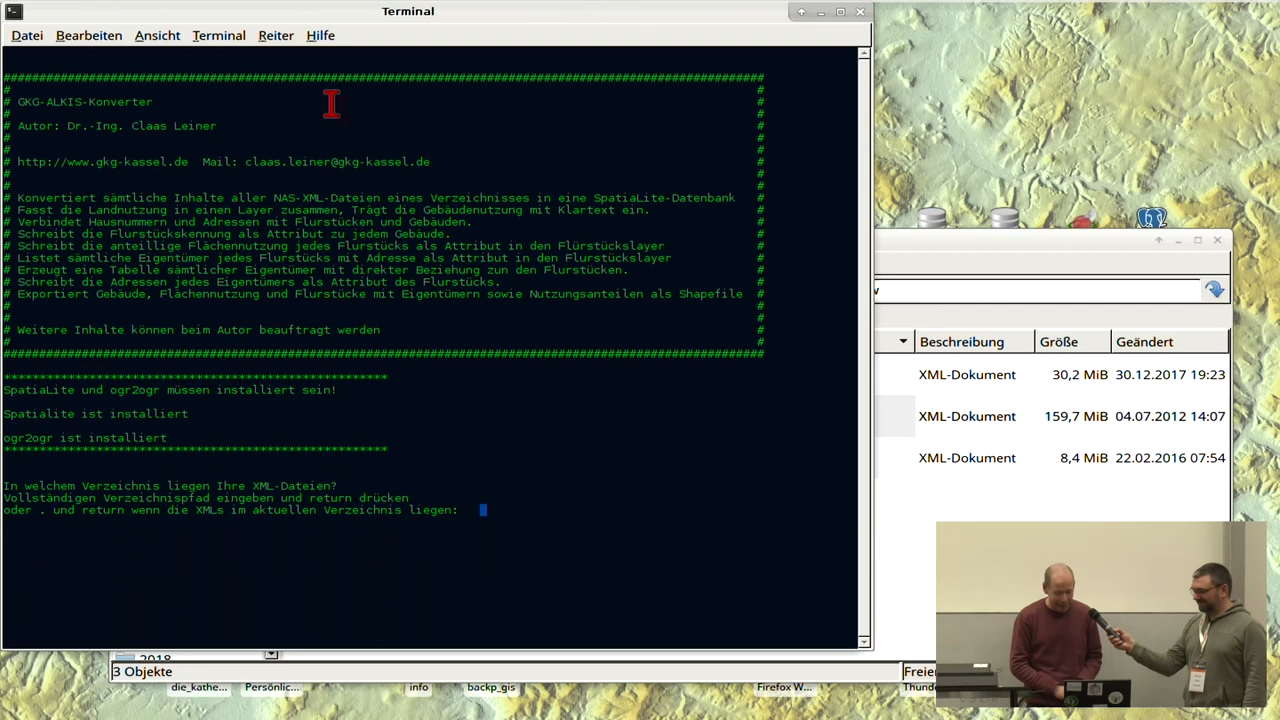 Terminal
Datei Bearbeiten Ansicht Terminal Reiter Hilfe
###########################################################################################################
#
# GKG-ALKIS-Konverter #
#
# Autor: Dr.-Ing. Claas Leiner #
#
# http://www.gkg-kassel.de Mail: claas.leiner@gkg-kassel.de #
#
# Konvertiert sämtliche Inhalte aller NAS-XML-Dateien eines Verzeichnisses in eine SpatiaLite-Datenbank #
# Fasst die Landnutzung in einen Layer zusammen, Trägt die Gebäudenutzung mit Klartext ein. #
# Verbindet Hausnummern und Adressen mit Flurstücken und Gebäuden. #
# Schreibt die Flurstückskennung als Attribut zu jedem Gebäude. #
# Schreibt die anteillige Flächennutzung jedes Flurstücks als Attribut in den Flürstückslayer #
# Listet sämtliche Eigentümer jedes Flurstücks mit Adresse als Attribut in den Flurstückslayer #
# Erzeugt eine Tabelle sämtlicher Eigentümer mit direkter Beziehung zun den Flurstücken. #
# Schreibt die Adressen jedes Eigentümers als Attribut des Flurstücks. #
# Exportiert Gebäude, Flächennutzung und Flurstücke mit Eigentümern sowie Nutzungsanteilen als Shapefile #
#
# Weitere Inhalte können beim Autor beauftragt werden #
#
###########################################################################################################
******************************************************
SpatiaLite und ogr2ogr müssen installiert sein!
Spatialite ist installiert
ogr2ogr ist installiert
******************************************************
In welchem Verzeichnis liegen Ihre XML-Dateien?
Vollständigen Verzeichnispfad eingeben und return drücken
oder . und return wenn die XMLs im aktuellen Verzeichnis liegen:
Beschreibung Größe Geändert
XML-Dokument 30,2 MiB 30.12.2017 19:23
XML-Dokument 159,7 MiB 04.07.2012 14:07
XML-Dokument 8,4 MiB 22.02.2016 07:54
2018
3 Objekte Freier
die_kathe... Persönlic... info backp_gis Firefox W... Thund